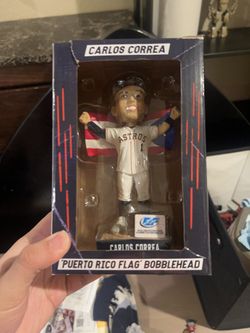 CARLOS CORREA
ASTROS
1
CARLOS CORREA
'PUERTO RICO FLAG' BOBBLEHEAD